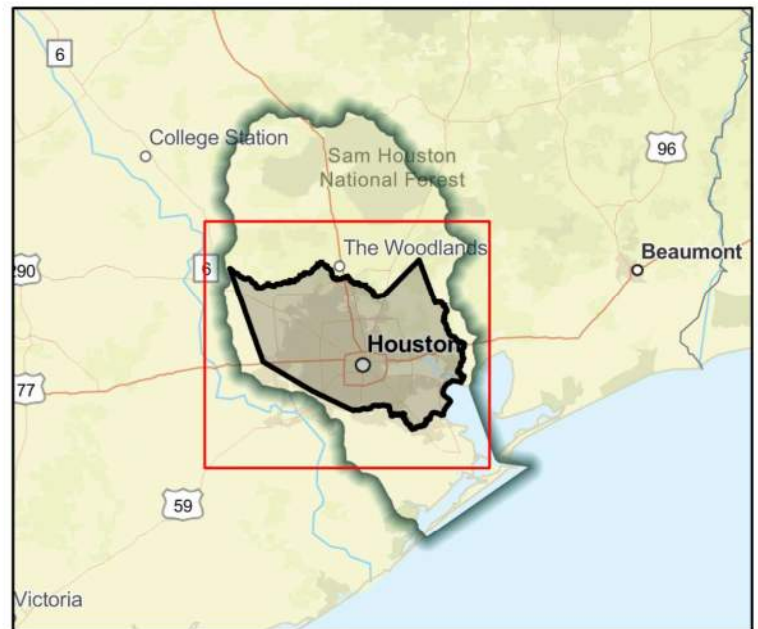 6
College Station
Sam Houston
National Forest
96
The Woodlands
Beaumont
290
6
Houston
77
59
Victoria